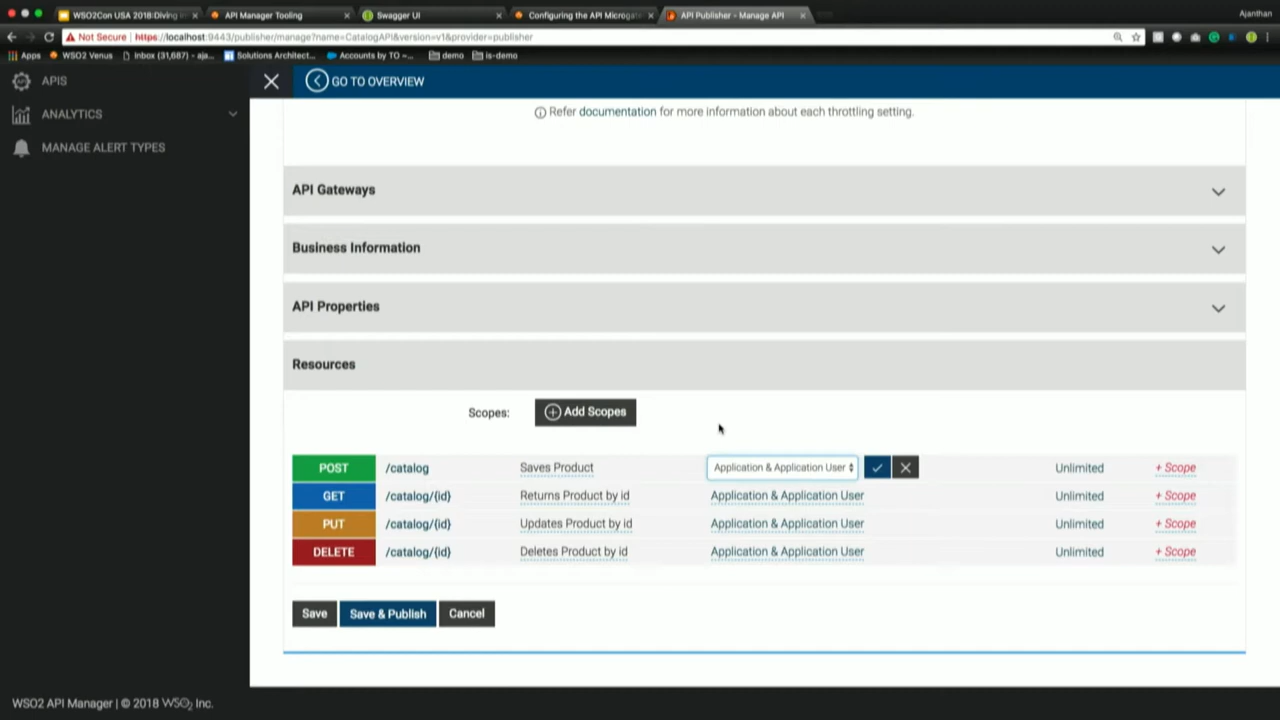 WSO2Con USA 2018:Diving in
API Manager Tooling
Swagger UI
Configuring the API Microgate
API Publisher - Manage API
Ajanthan
Not Secure | https://localhost:9443/publisher/manage?name=CatalogAPI&version=v1&provider=publisher
Apps
WSO2 Venus
Inbox (31,687) - aja...
Solutions Architect...
Accounts by TO –...
demo
is-demo
APIS
GO TO OVERVIEW
ANALYTICS
MANAGE ALERT TYPES
Refer documentation for more information about each throttling setting.
API Gateways
Business Information
API Properties
Resources
Scopes: Add Scopes
POST /catalog Saves Product Application & Application User Unlimited + Scope
GET /catalog/{id} Returns Product by id Application & Application User Unlimited + Scope
PUT /catalog/{id} Updates Product by id Application & Application User Unlimited + Scope
DELETE /catalog/{id} Deletes Product by id Application & Application User Unlimited + Scope
Save Save & Publish Cancel
WSO2 API Manager | © 2018 WSO2 Inc.